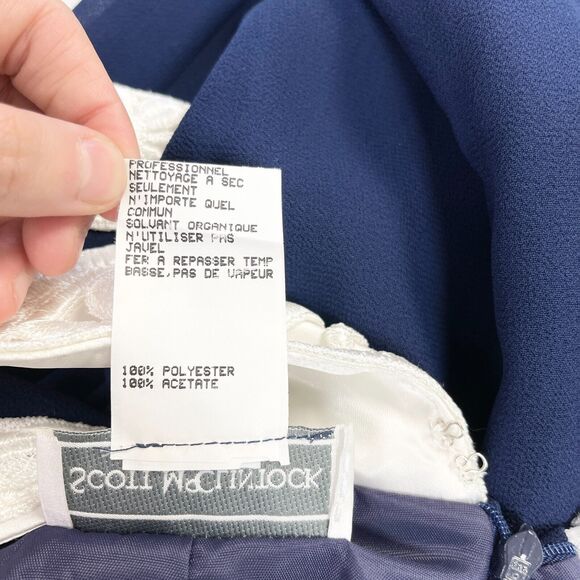 PROFESSIONNEL
NETTOYAGE A SEC
SEULEMENT
N'IMPORTE QUEL
COMMUN
SOLVANT ORGANIQUE
N'UTILISER PAS
JAVEL
FER A REPASSER TEMP
BASSE,PAS DE VAPEUR
100% POLYESTER
100% ACETATE
SCOTT McCLINTOCK